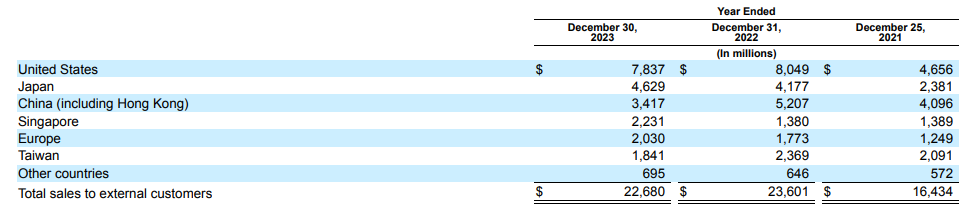 Year Ended
December 30, 2023 December 31, 2022 December 25, 2021
(In millions)
United States $ 7,837 $ 8,049 $ 4,656
Japan 4,629 4,177 2,381
China (including Hong Kong) 3,417 5,207 4,096
Singapore 2,231 1,380 1,389
Europe 2,030 1,773 1,249
Taiwan 1,841 2,369 2,091
Other countries 695 646 572
Total sales to external customers $ 22,680 $ 23,601 $ 16,434